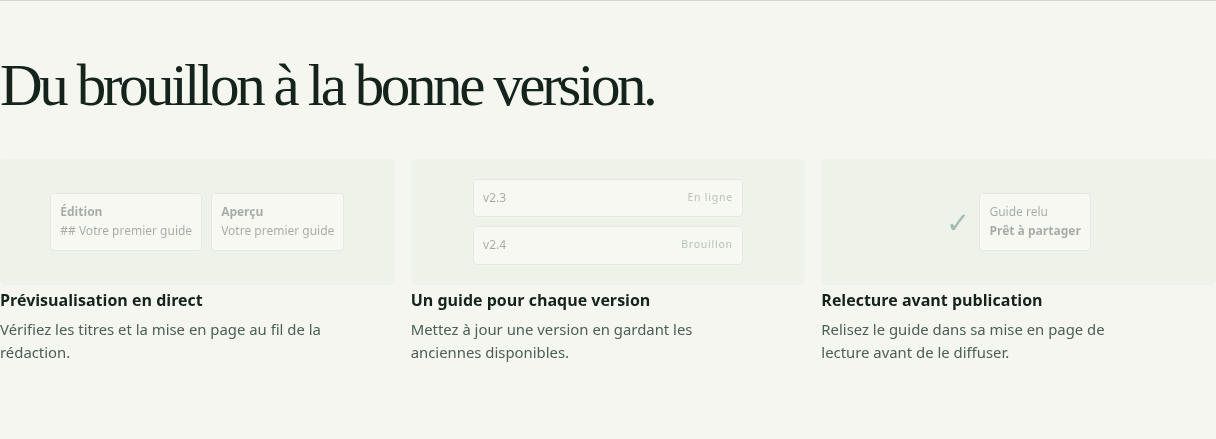 Du brouillon à la bonne version.
Édition
## Votre premier guide
Aperçu
Votre premier guide
v2.3
En ligne
v2.4
Brouillon
✓
Guide relu
Prêt à partager
Prévisualisation en direct
Vérifiez les titres et la mise en page au fil de la
rédaction.
Un guide pour chaque version
Mettez à jour une version en gardant les
anciennes disponibles.
Relecture avant publication
Relisez le guide dans sa mise en page de
lecture avant de le diffuser.